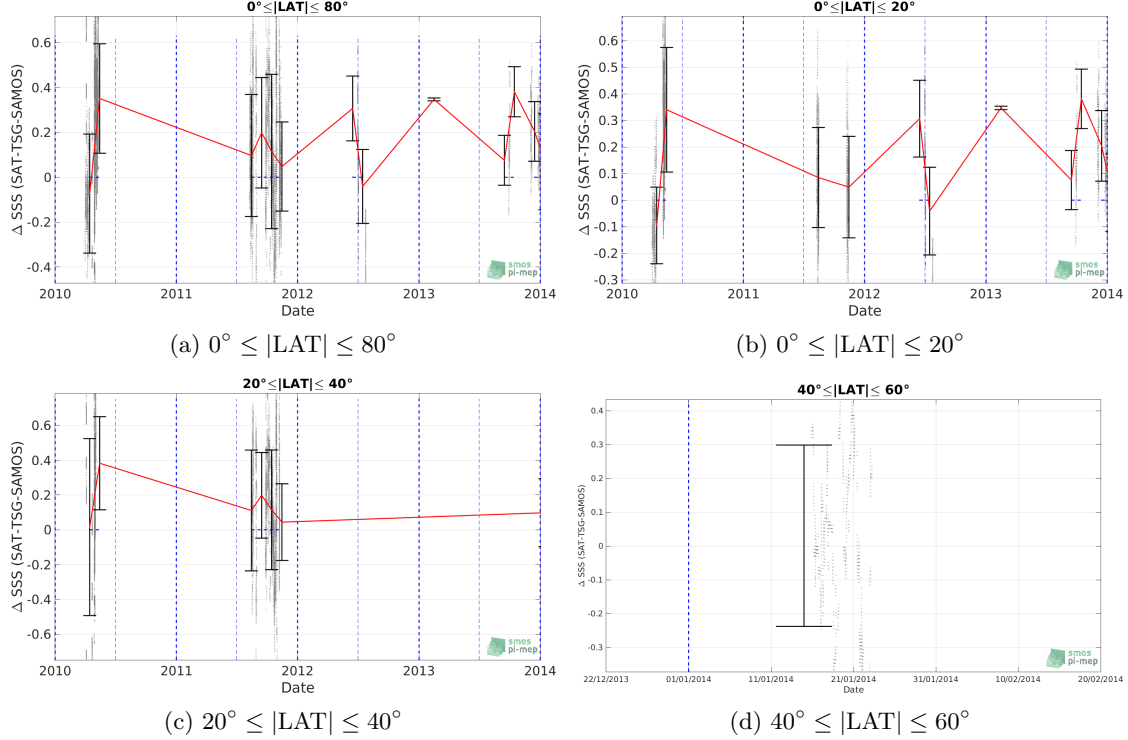 0°≤|LAT|≤ 80°
Δ SSS (SAT-TSG-SAMOS)
0.6
0.4
0.2
0
-0.2
-0.4
2010
2011
2012
2013
2014
Date
smos
pi-mep
(a) 0° ≤ |LAT| ≤ 80°
0°≤|LAT|≤ 20°
Δ SSS (SAT-TSG-SAMOS)
0.6
0.5
0.4
0.3
0.2
0.1
0
-0.1
-0.2
-0.3
2010
2011
2012
2013
2014
Date
smos
pi-mep
(b) 0° ≤ |LAT| ≤ 20°
20°≤|LAT|≤ 40°
Δ SSS (SAT-TSG-SAMOS)
0.6
0.4
0.2
0
-0.2
-0.4
-0.6
2010
2011
2012
2013
2014
Date
smos
pi-mep
(c) 20° ≤ |LAT| ≤ 40°
40°≤|LAT|≤ 60°
Δ SSS (SAT-TSG-SAMOS)
0.4
0.3
0.2
0.1
0
-0.1
-0.2
-0.3
22/12/2013
01/01/2014
11/01/2014
21/01/2014
31/01/2014
10/02/2014
20/02/2014
Date
smos
pi-mep
(d) 40° ≤ |LAT| ≤ 60°